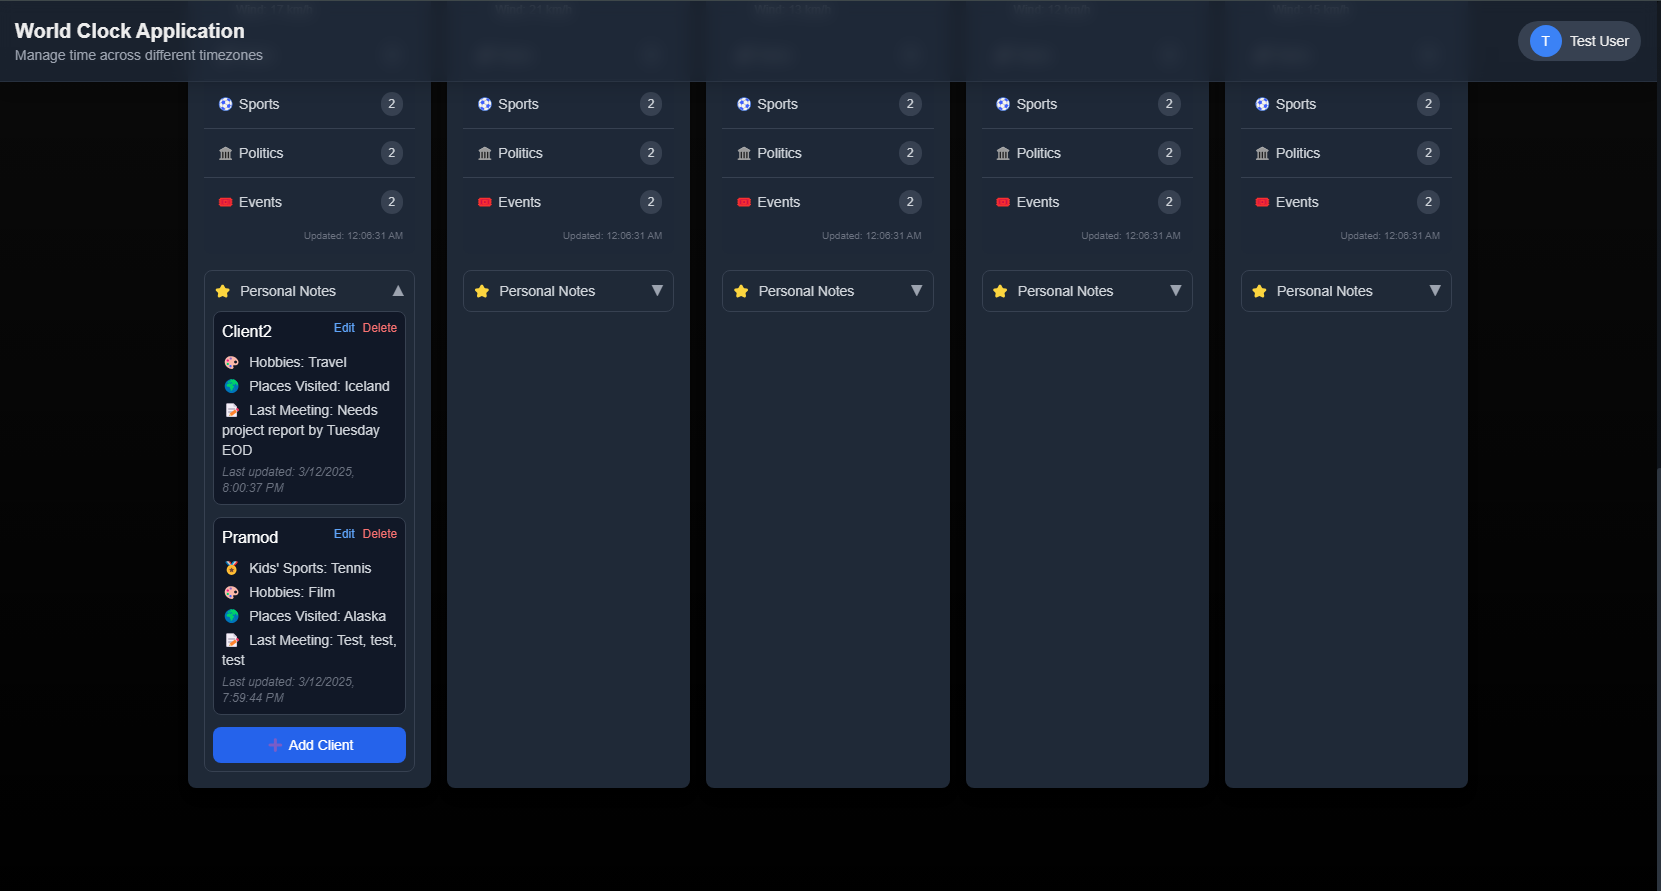 World Clock Application
Manage time across different timezones
T Test User
Sports 2
Politics 2
Events 2
Updated: 12:06:31 AM
Personal Notes
Client2 Edit Delete
Hobbies: Travel
Places Visited: Iceland
Last Meeting: Needs
project report by Tuesday
EOD
Last updated: 3/12/2025,
8:00:37 PM
Pramod Edit Delete
Kids' Sports: Tennis
Hobbies: Film
Places Visited: Alaska
Last Meeting: Test, test,
test
Last updated: 3/12/2025,
7:59:44 PM
Add Client
Sports 2
Politics 2
Events 2
Updated: 12:06:31 AM
Personal Notes
Sports 2
Politics 2
Events 2
Updated: 12:06:31 AM
Personal Notes
Sports 2
Politics 2
Events 2
Updated: 12:06:31 AM
Personal Notes
Sports 2
Politics 2
Events 2
Updated: 12:06:31 AM
Personal Notes